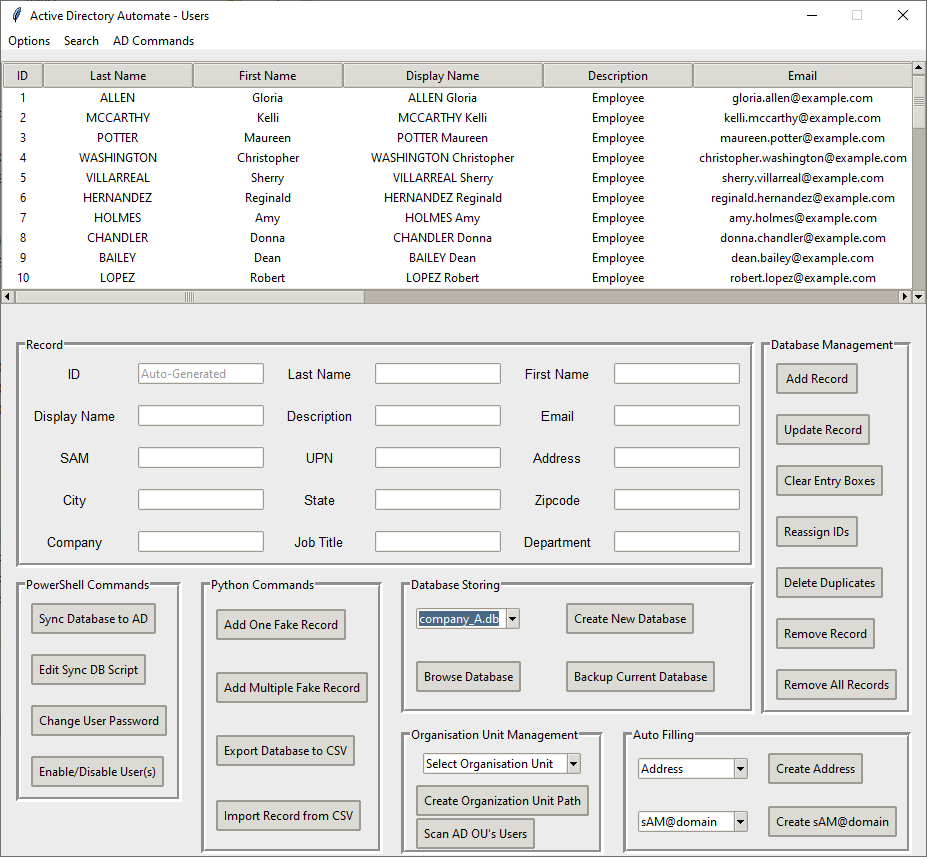 Active Directory Automate - Users
Options Search AD Commands
ID Last Name First Name Display Name Description Email
1 ALLEN Gloria ALLEN Gloria Employee gloria.allen@example.com
2 MCCARTHY Kelli MCCARTHY Kelli Employee kelli.mccarthy@example.com
3 POTTER Maureen POTTER Maureen Employee maureen.potter@example.com
4 WASHINGTON Christopher WASHINGTON Christopher Employee christopher.washington@example.com
5 VILLARREAL Sherry VILLARREAL Sherry Employee sherry.villarreal@example.com
6 HERNANDEZ Reginald HERNANDEZ Reginald Employee reginald.hernandez@example.com
7 HOLMES Amy HOLMES Amy Employee amy.holmes@example.com
8 CHANDLER Donna CHANDLER Donna Employee donna.chandler@example.com
9 BAILEY Dean BAILEY Dean Employee dean.bailey@example.com
10 LOPEZ Robert LOPEZ Robert Employee robert.lopez@example.com
Record
ID Auto-Generated Last Name First Name
Display Name Description Email
SAM UPN Address
City State Zipcode
Company Job Title Department
Database Management
Add Record
Update Record
Clear Entry Boxes
Reassign IDs
Delete Duplicates
Remove Record
Remove All Records
PowerShell Commands
Sync Database to AD
Edit Sync DB Script
Change User Password
Enable/Disable User(s)
Python Commands
Add One Fake Record
Add Multiple Fake Record
Export Database to CSV
Import Record from CSV
Database Storing
company_A.db Create New Database
Browse Database Backup Current Database
Organisation Unit Management
Select Organisation Unit
Create Organization Unit Path
Scan AD OU's Users
Auto Filling
Address Create Address
sAM@domain Create sAM@domain